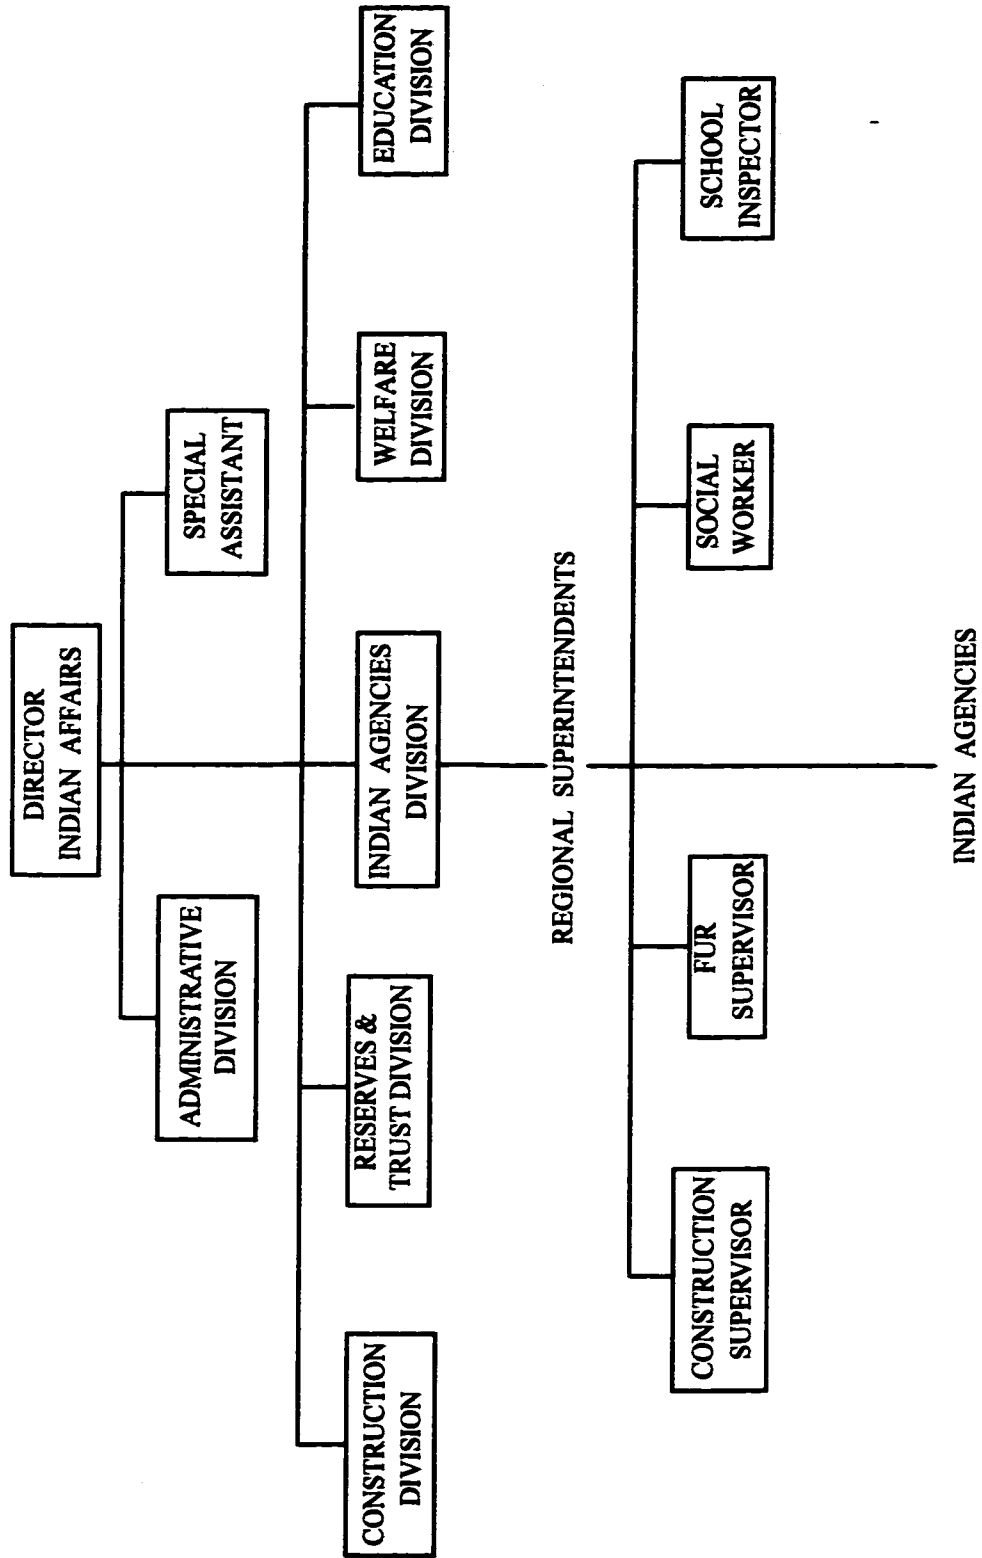 DIRECTOR
INDIAN AFFAIRS
ADMINISTRATIVE
DIVISION
SPECIAL
ASSISTANT
CONSTRUCTION
DIVISION
RESERVES &
TRUST DIVISION
INDIAN AGENCIES
DIVISION
WELFARE
DIVISION
EDUCATION
DIVISION
REGIONAL SUPERINTENDENTS
CONSTRUCTION
SUPERVISOR
FUR
SUPERVISOR
SOCIAL
WORKER
SCHOOL
INSPECTOR
INDIAN AGENCIES